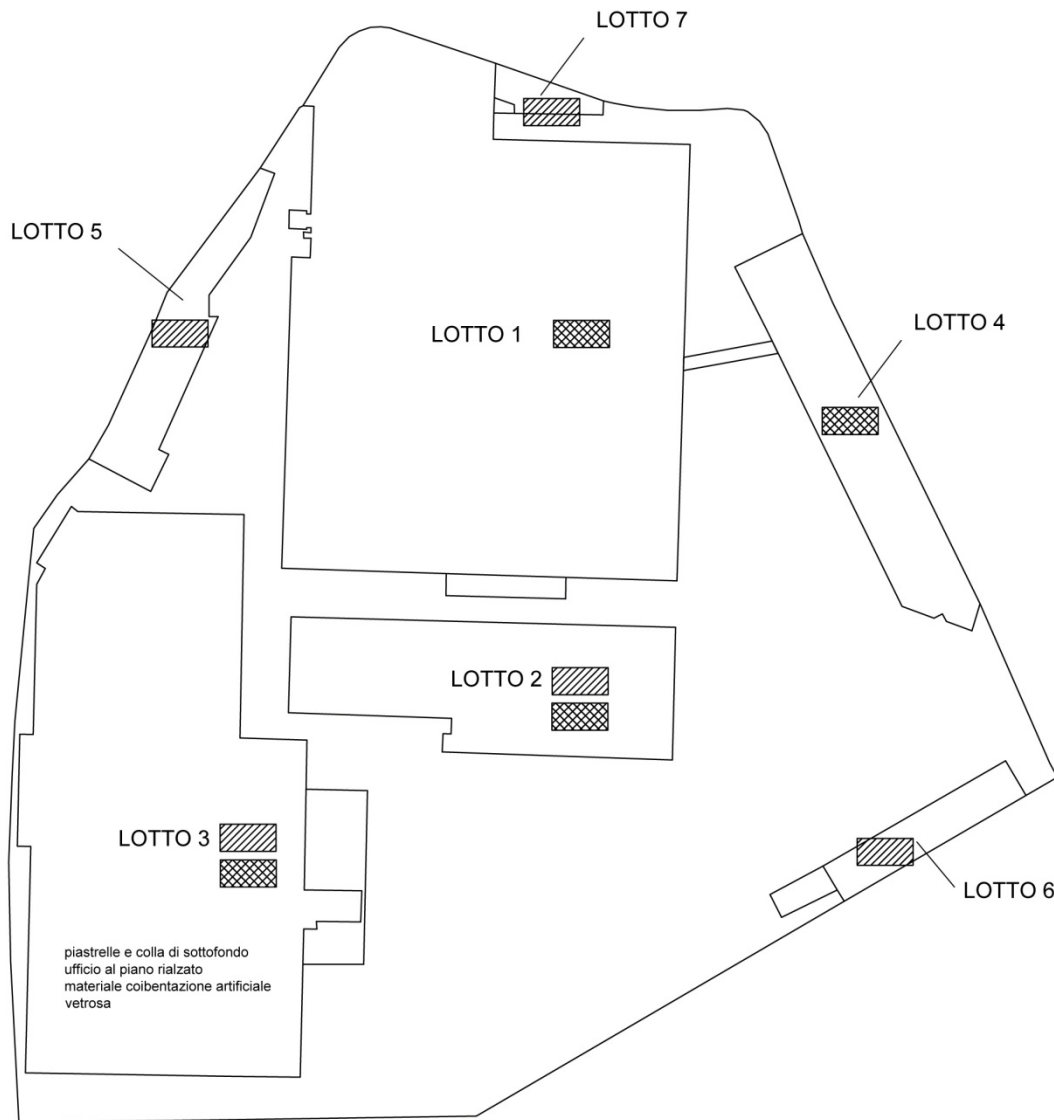 LOTTO 7
LOTTO 5
LOTTO 1
LOTTO 4
LOTTO 2
LOTTO 3
LOTTO 6
piastrelle e colla di sottofondo
ufficio al piano rialzato
materiale coibentazione artificiale
vetrosa